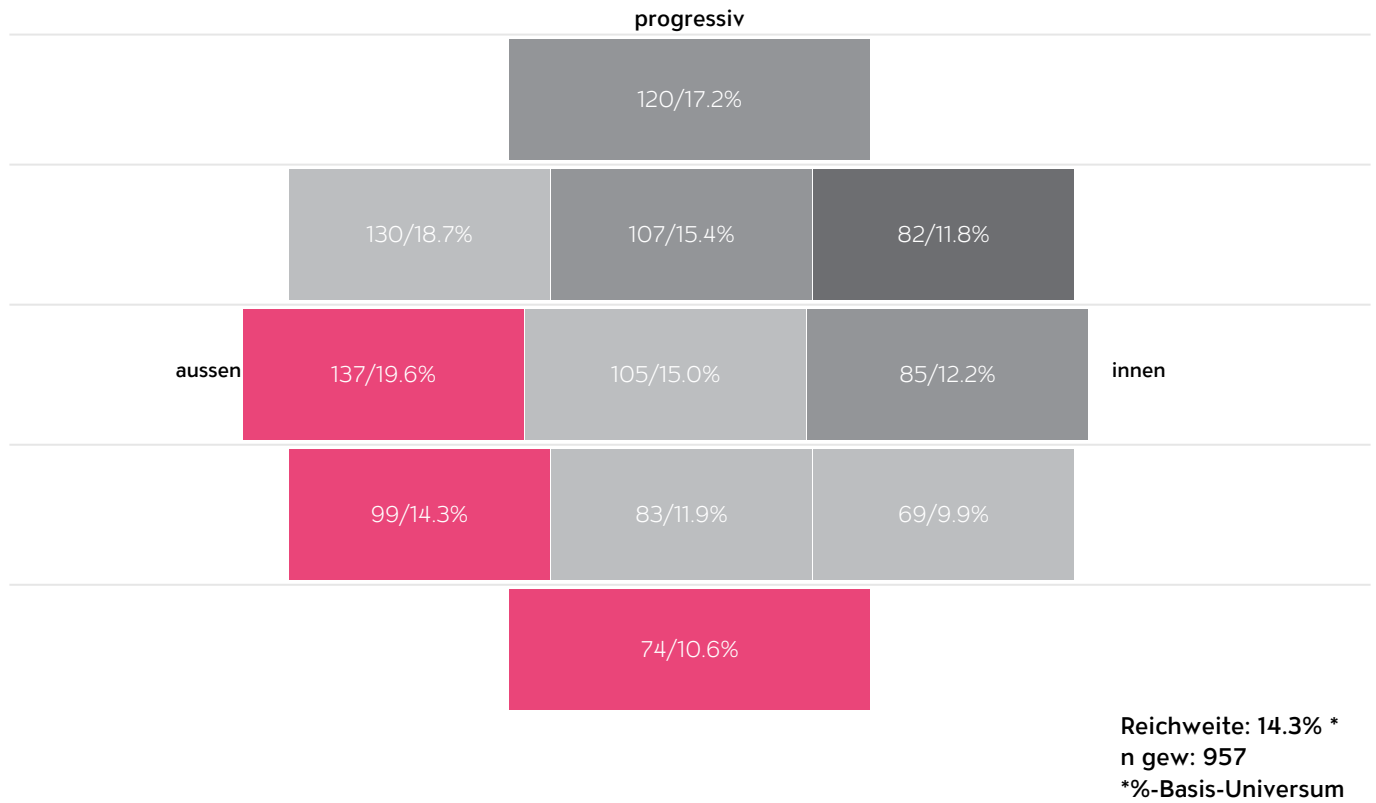 progressiv
120/17.2%
130/18.7% 107/15.4% 82/11.8%
aussen 137/19.6% 105/15.0% 85/12.2% innen
99/14.3% 83/11.9% 69/9.9%
74/10.6%
Reichweite: 14.3% *
n gew: 957
*%-Basis-Universum